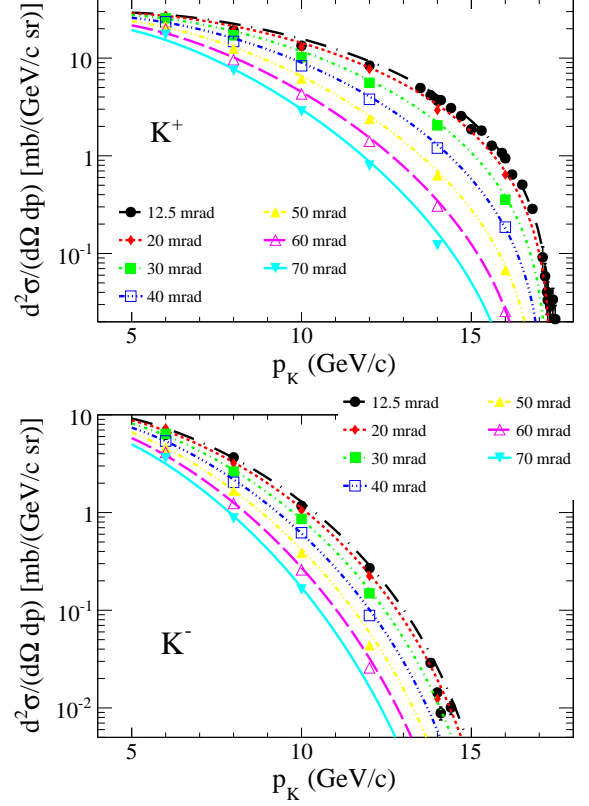 d²σ/(dΩ dp) [mb/(GeV/c sr)]
10
1
10⁻¹
K⁺
12.5 mrad
20 mrad
30 mrad
40 mrad
50 mrad
60 mrad
70 mrad
5 10 15
p_K (GeV/c)
12.5 mrad
20 mrad
30 mrad
40 mrad
50 mrad
60 mrad
70 mrad
d²σ/(dΩ dp) [mb/(GeV/c sr)]
10
1
10⁻¹
10⁻²
K⁻
5 10 15
p_K (GeV/c)